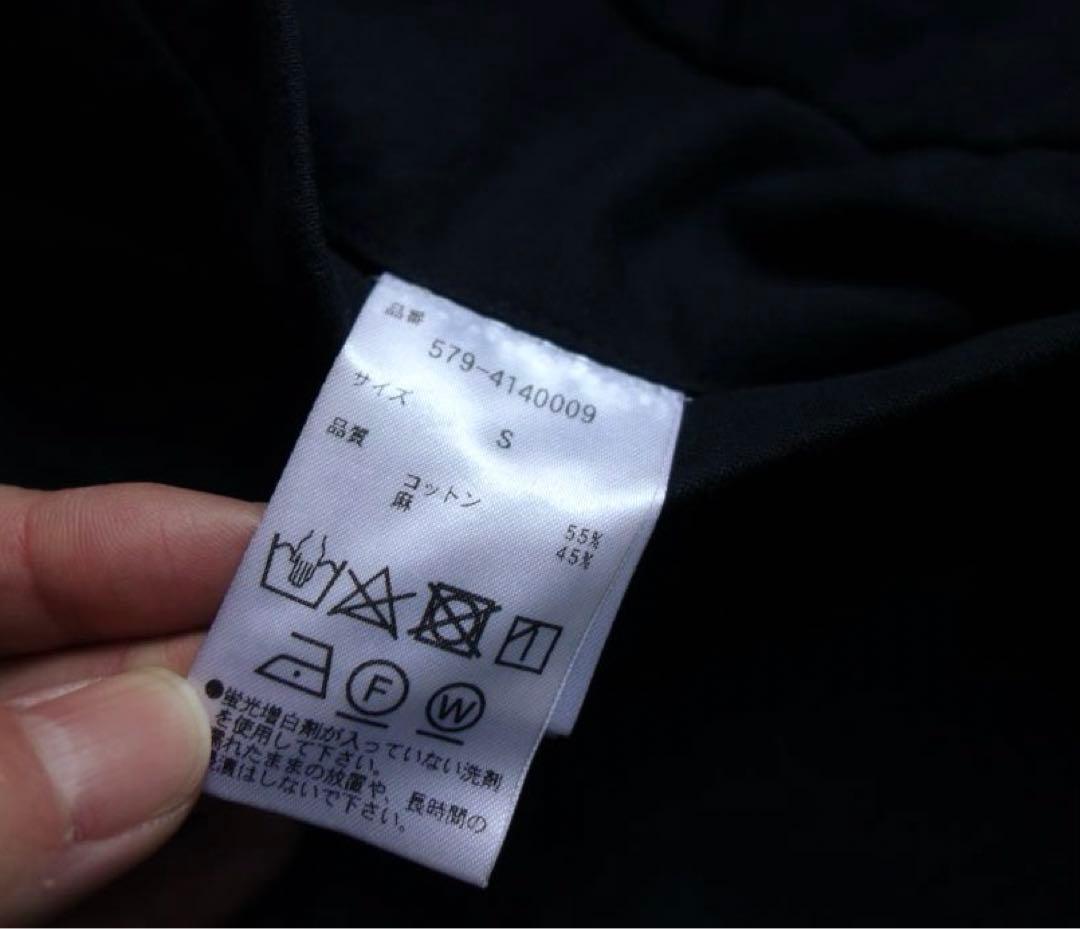 品番
579-4140009
サイズ
S
品質
コットン 55%
麻 45%
F
W
●蛍光増白剤が入っていない洗剤
を使用して下さい。
濡れたままの放置や、長時間の
漬はしないで下さい。